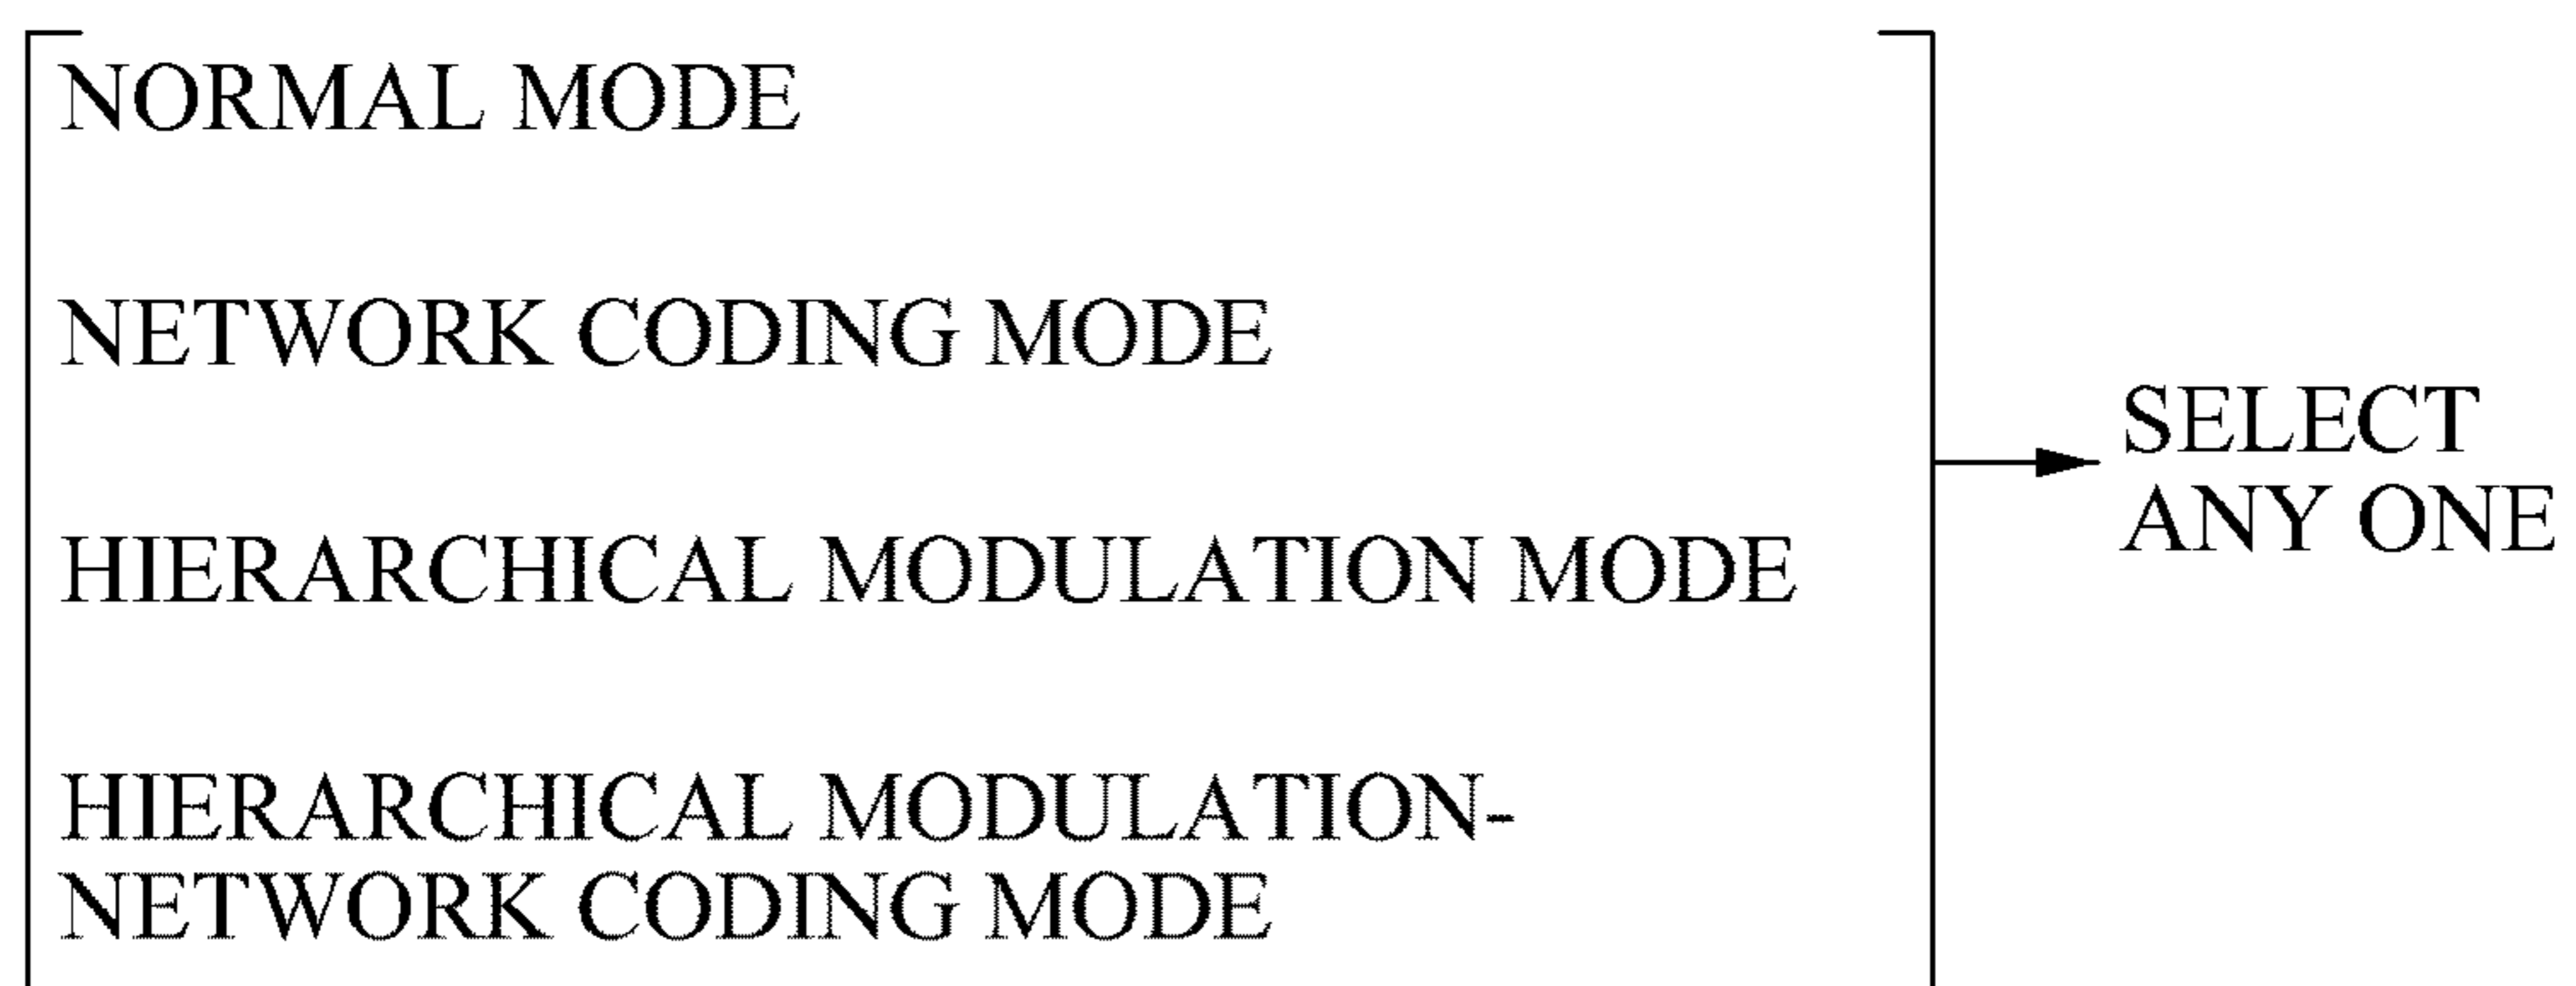 NORMAL MODE
NETWORK CODING MODE
HIERARCHICAL MODULATION MODE
HIERARCHICAL MODULATION-
NETWORK CODING MODE
SELECT
ANY ONE